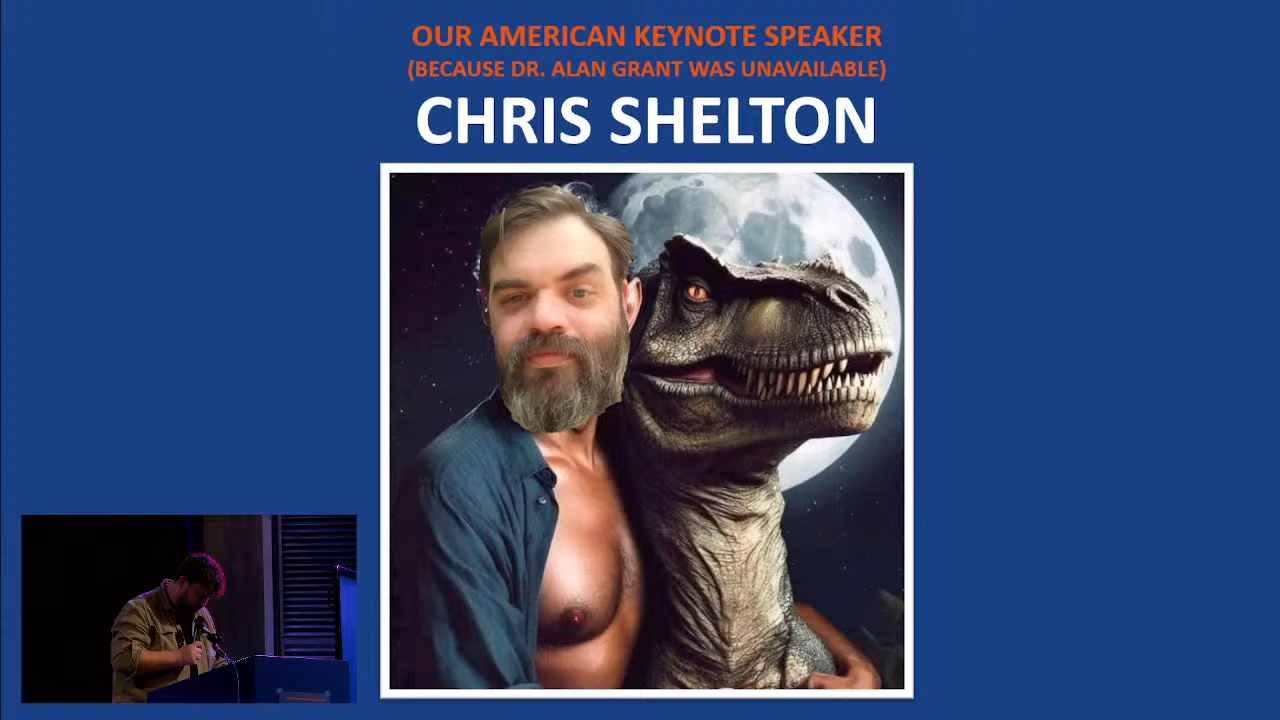 OUR AMERICAN KEYNOTE SPEAKER
(BECAUSE DR. ALAN GRANT WAS UNAVAILABLE)
CHRIS SHELTON